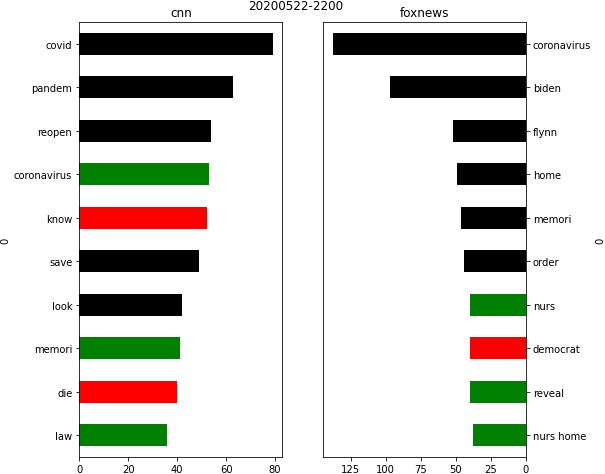 20200522-2200
cnn
covid
pandem
reopen
coronavirus
know
save
look
memori
die
law
0
0 20 40 60 80
foxnews
coronavirus
biden
flynn
home
memori
order
nurs
democrat
reveal
nurs home
0
125 100 75 50 25 0